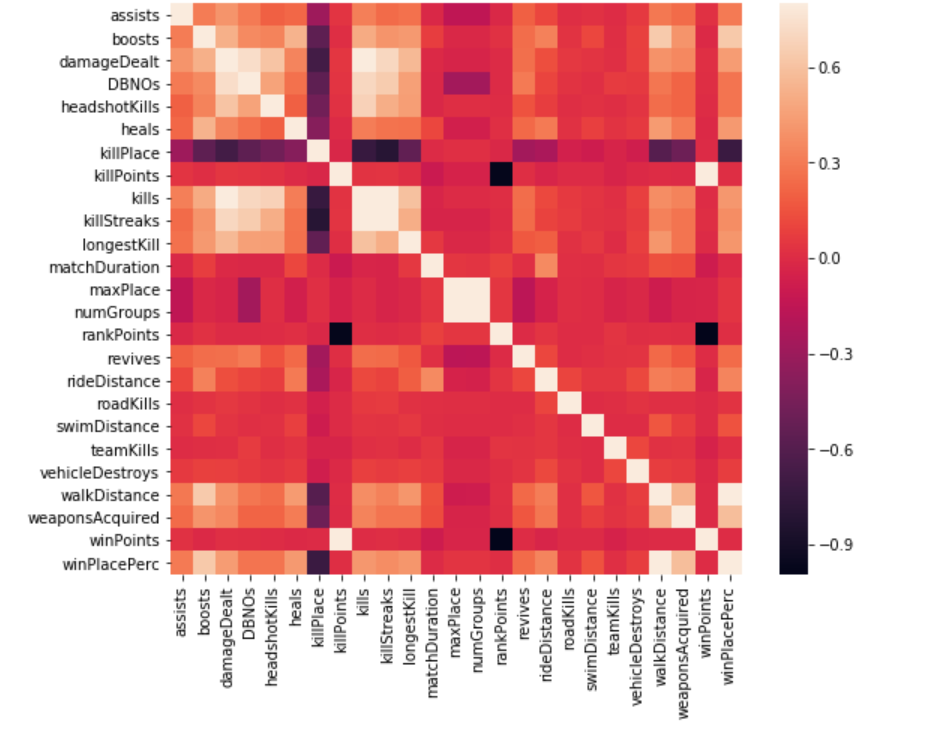 assists
boosts
damageDealt
DBNOs
headshotKills
heals
killPlace
killPoints
kills
killStreaks
longestKill
matchDuration
maxPlace
numGroups
rankPoints
revives
rideDistance
roadKills
swimDistance
teamKills
vehicleDestroys
walkDistance
weaponsAcquired
winPoints
winPlacePerc
assists
boosts
damageDealt
DBNOs
headshotKills
heals
killPlace
killPoints
kills
killStreaks
longestKill
matchDuration
maxPlace
numGroups
rankPoints
revives
rideDistance
roadKills
swimDistance
teamKills
vehicleDestroys
walkDistance
weaponsAcquired
winPoints
winPlacePerc
0.6
0.3
0.0
−0.3
−0.6
−0.9